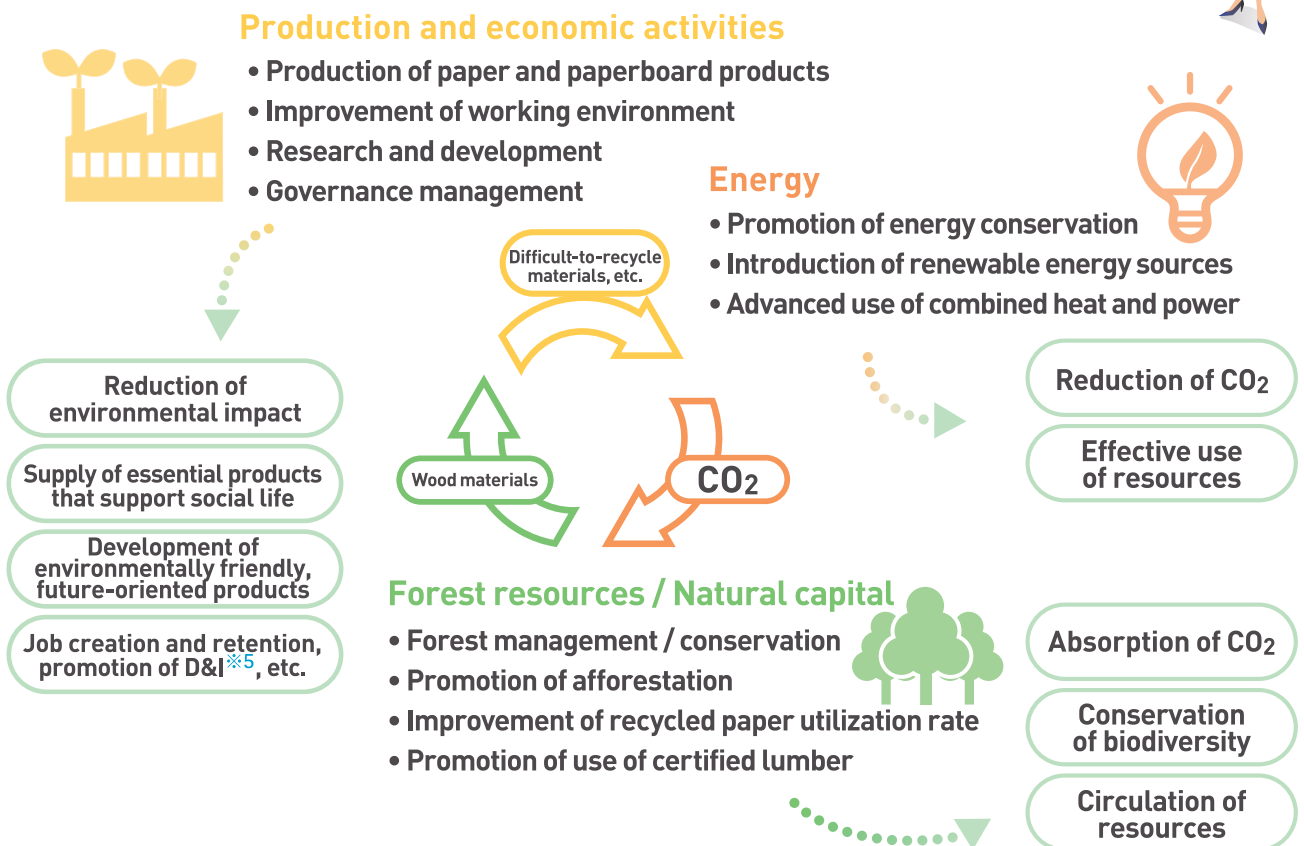 Production and economic activities
• Production of paper and paperboard products
• Improvement of working environment
• Research and development
• Governance management
Energy
• Promotion of energy conservation
• Introduction of renewable energy sources
• Advanced use of combined heat and power
Difficult-to-recycle
materials, etc.
Wood materials
CO2
Reduction of
environmental impact
Supply of essential products
that support social life
Development of
environmentally friendly,
future-oriented products
Job creation and retention,
promotion of D&I※5, etc.
Reduction of CO2
Effective use
of resources
Forest resources / Natural capital
• Forest management / conservation
• Promotion of afforestation
• Improvement of recycled paper utilization rate
• Promotion of use of certified lumber
Absorption of CO2
Conservation
of biodiversity
Circulation of
resources